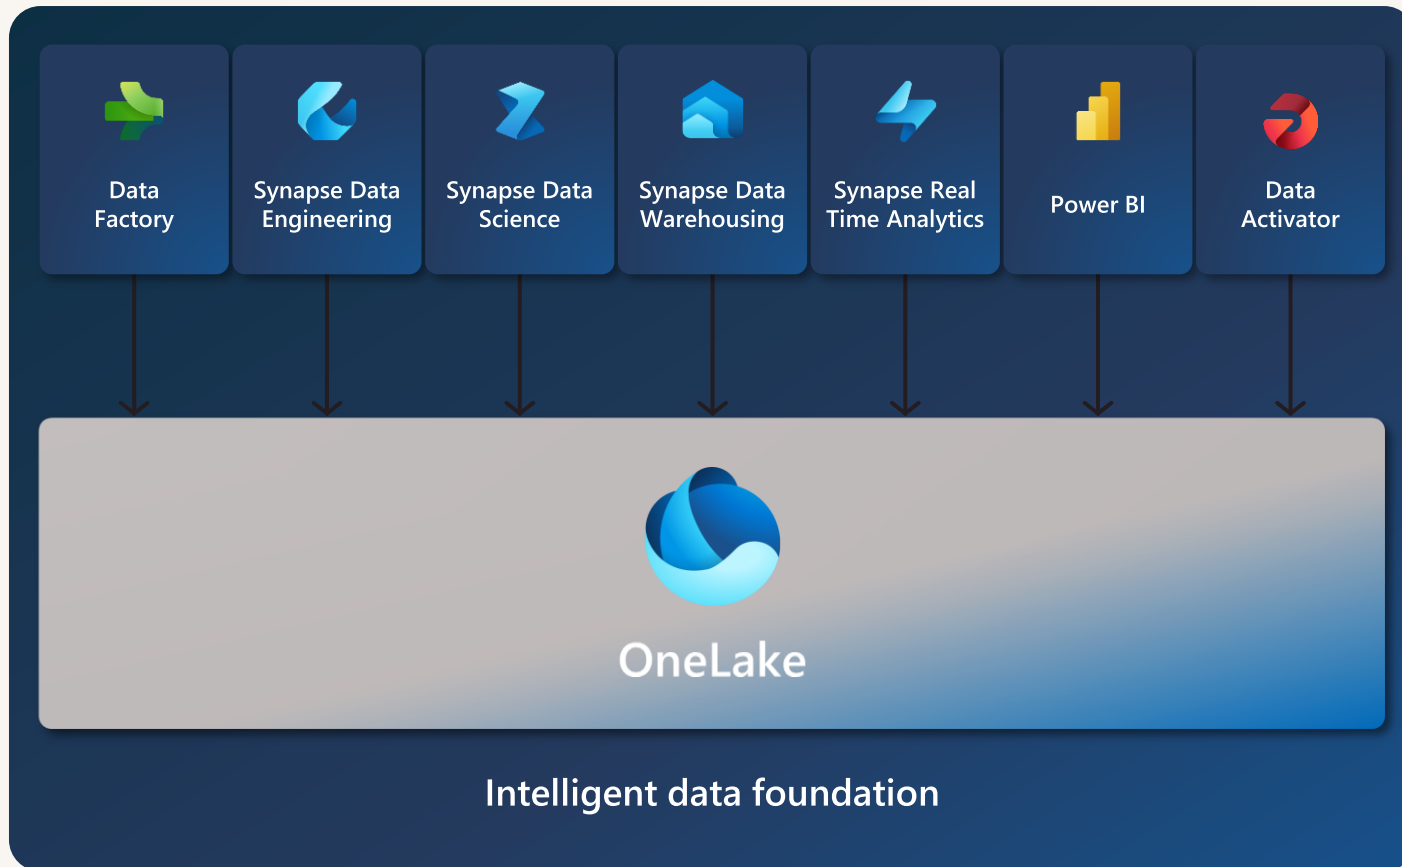 Data
Factory
Synapse Data
Engineering
Synapse Data
Science
Synapse Data
Warehousing
Synapse Real
Time Analytics
Power BI
Data
Activator
OneLake
Intelligent data foundation